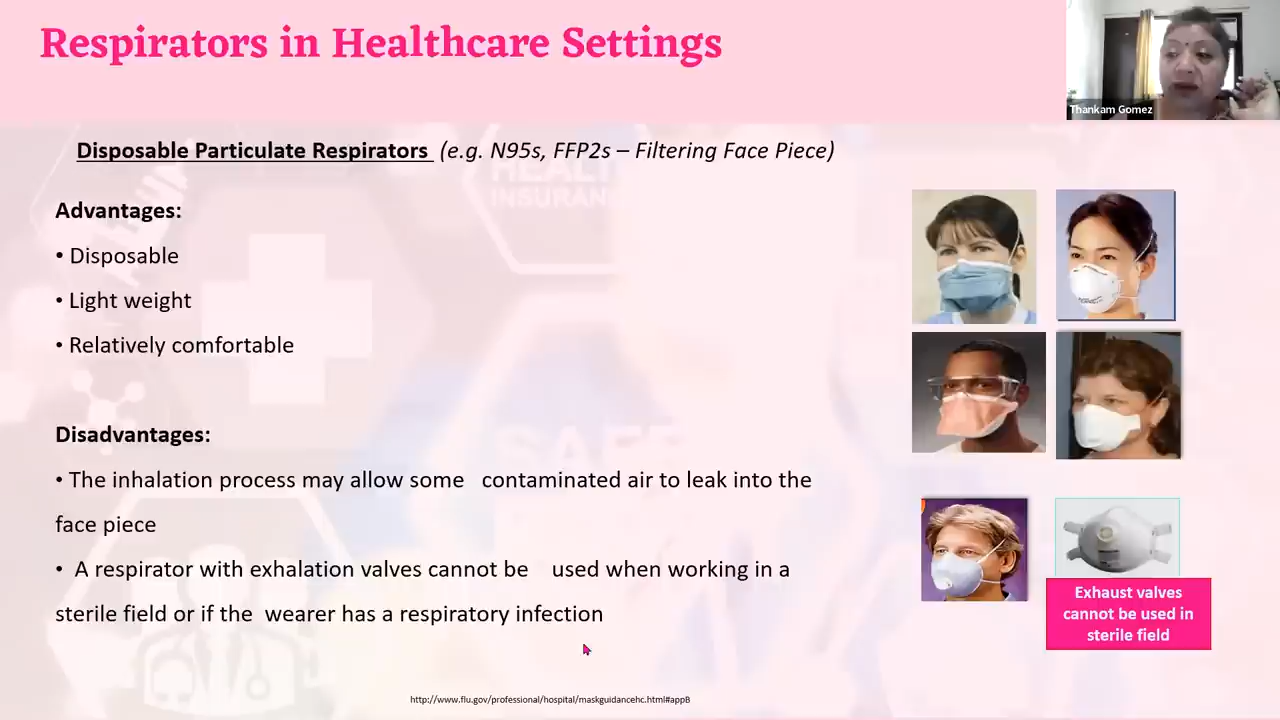 Respirators in Healthcare Settings
Thankam Gomez
Disposable Particulate Respirators (e.g. N95s, FFP2s – Filtering Face Piece)
HEALT
INSURAN
Advantages:
• Disposable
• Light weight
• Relatively comfortable
Disadvantages:
SAFE
• The inhalation process may allow some contaminated air to leak into the
face piece
• A respirator with exhalation valves cannot be used when working in a
sterile field or if the wearer has a respiratory infection
Exhaust valves
cannot be used in
sterile field
http://www.flu.gov/professional/hospital/maskguidancehc.html#appB